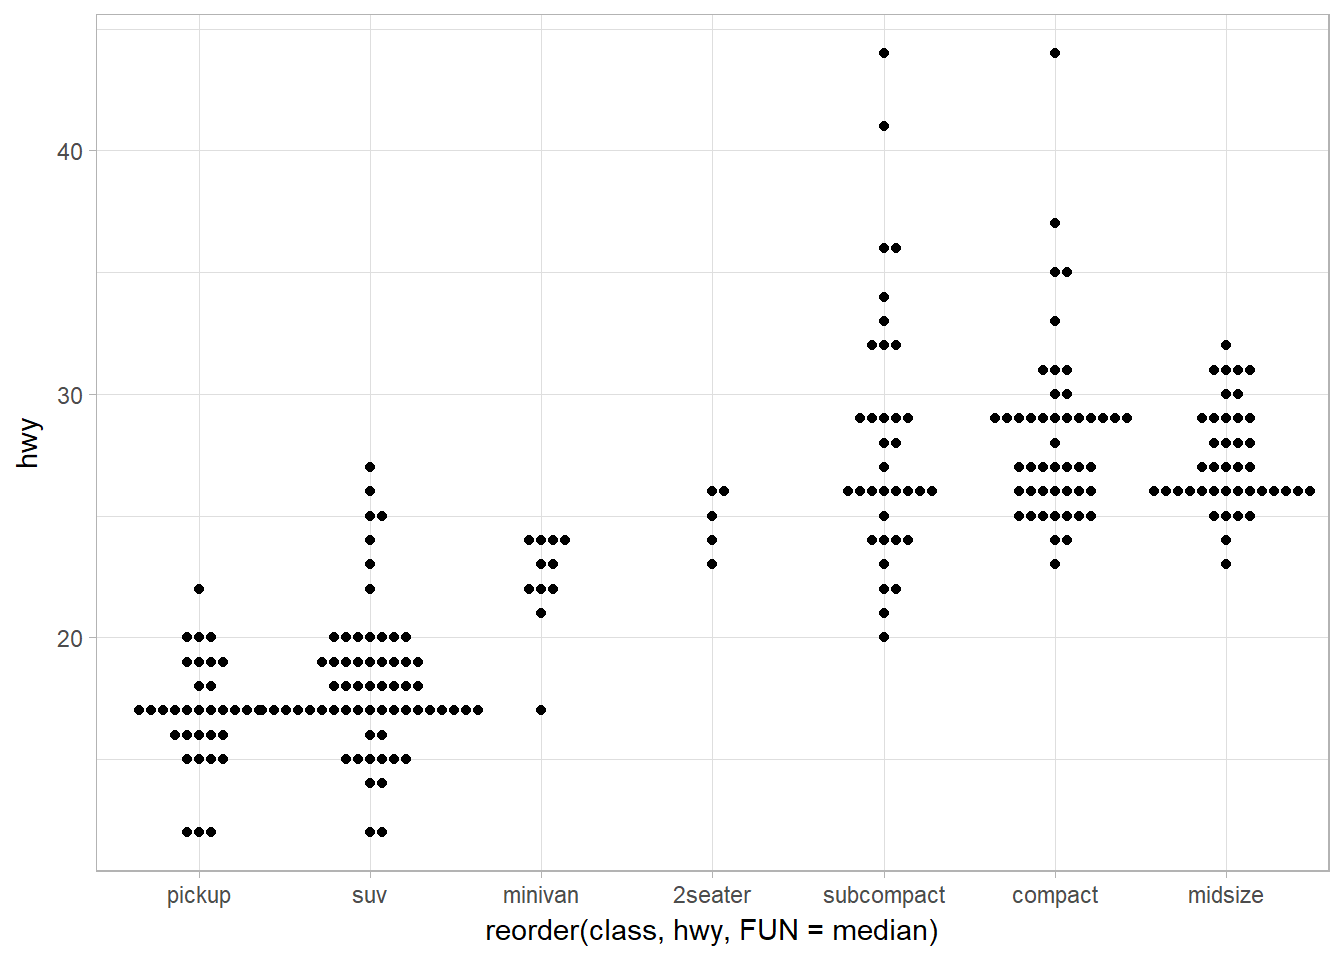 40
30
20
hwy
pickup suv minivan 2seater subcompact compact midsize
reorder(class, hwy, FUN = median)